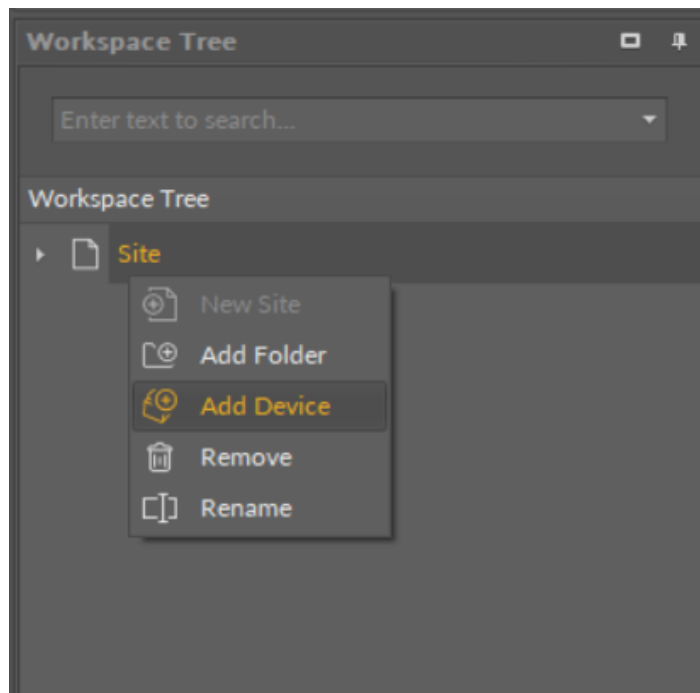 Workspace Tree
Enter text to search...
Workspace Tree
Site
New Site
Add Folder
Add Device
Remove
Rename